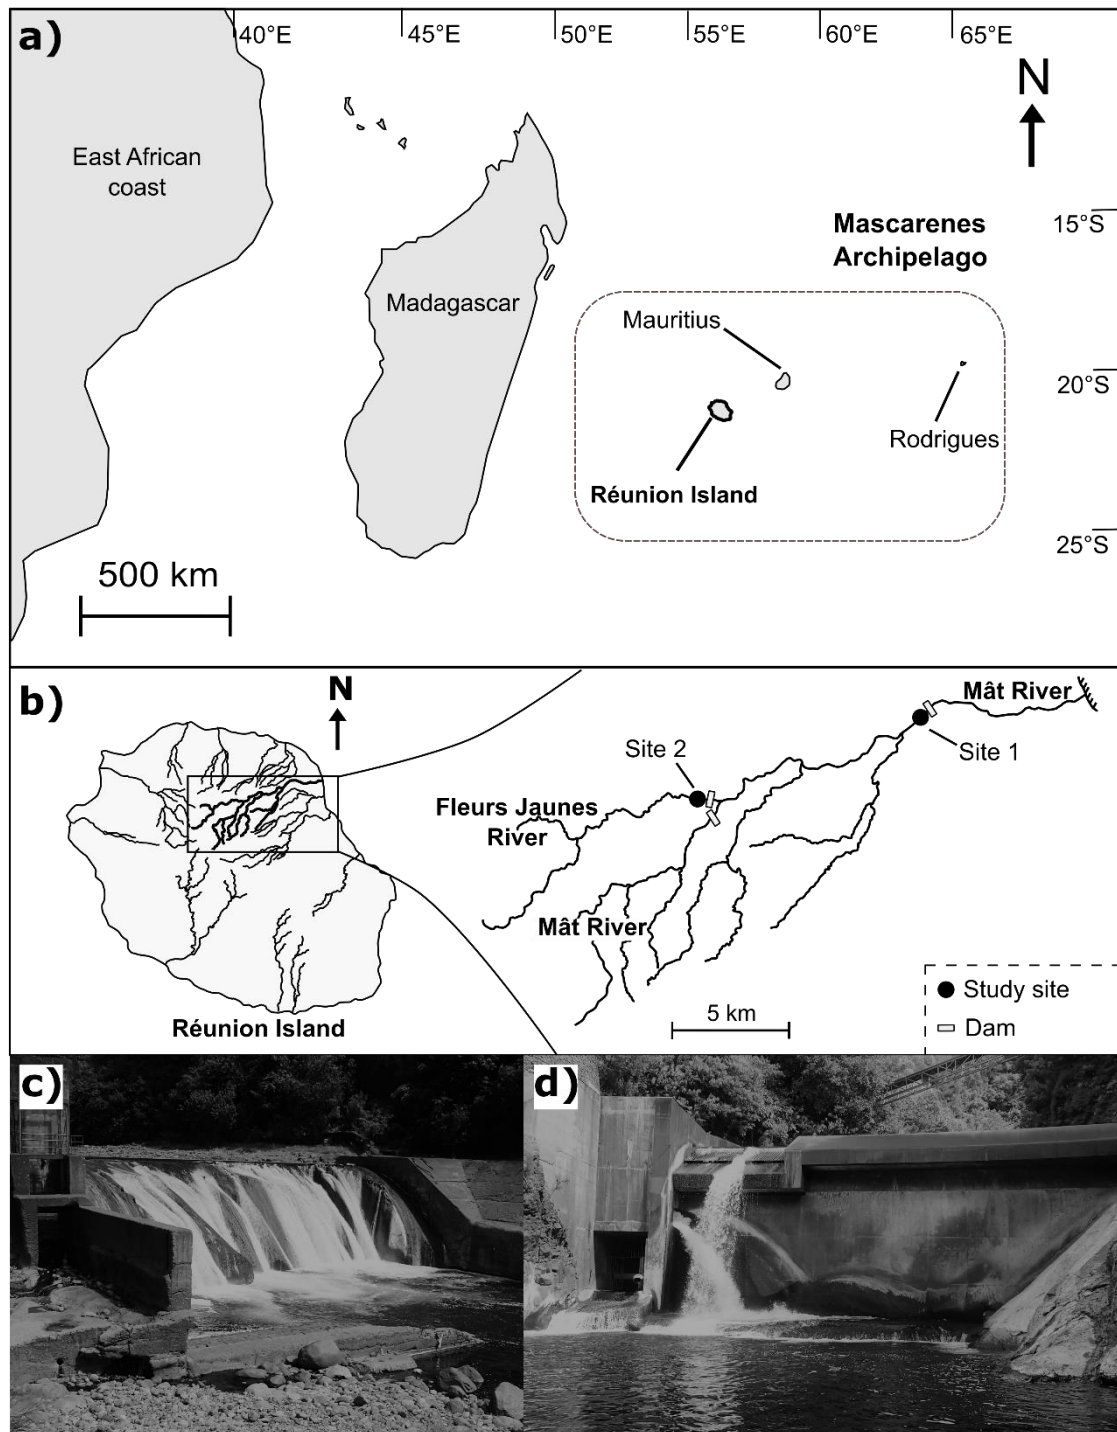 a)
40°E
45°E
50°E
55°E
60°E
65°E
N
East African
coast
15°S
Mascarenes
Archipelago
Madagascar
Mauritius
20°S
Rodrigues
Réunion Island
25°S
500 km
b)
N
Mât River
Site 2
Site 1
Fleurs Jaunes
River
Mât River
Study site
5 km
Dam
Réunion Island
c)
d)